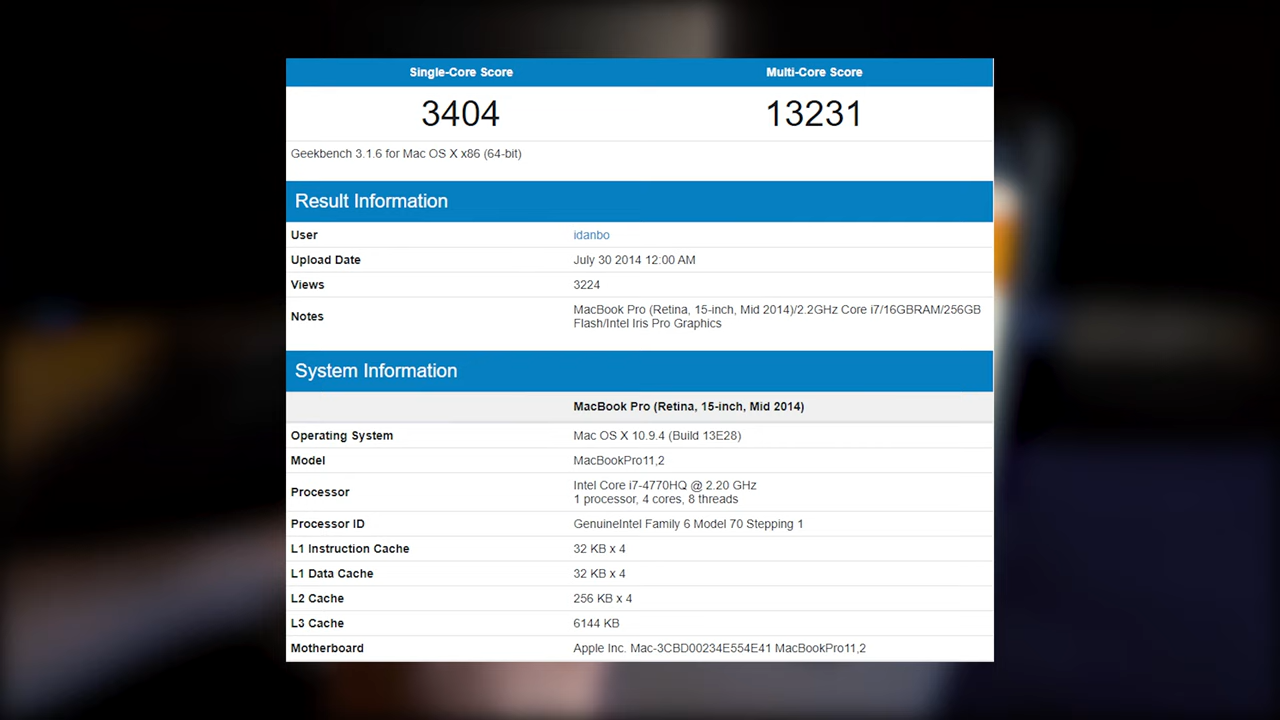 Single-Core Score Multi-Core Score
3404 13231
Geekbench 3.1.6 for Mac OS X x86 (64-bit)
Result Information
User idanbo
Upload Date July 30 2014 12:00 AM
Views 3224
Notes MacBook Pro (Retina, 15-inch, Mid 2014)/2.2GHz Core i7/16GBRAM/256GB
Flash/Intel Iris Pro Graphics
System Information
MacBook Pro (Retina, 15-inch, Mid 2014)
Operating System Mac OS X 10.9.4 (Build 13E28)
Model MacBookPro11,2
Processor Intel Core i7-4770HQ @ 2.20 GHz
1 processor, 4 cores, 8 threads
Processor ID GenuineIntel Family 6 Model 70 Stepping 1
L1 Instruction Cache 32 KB x 4
L1 Data Cache 32 KB x 4
L2 Cache 256 KB x 4
L3 Cache 6144 KB
Motherboard Apple Inc. Mac-3CBD00234E554E41 MacBookPro11,2